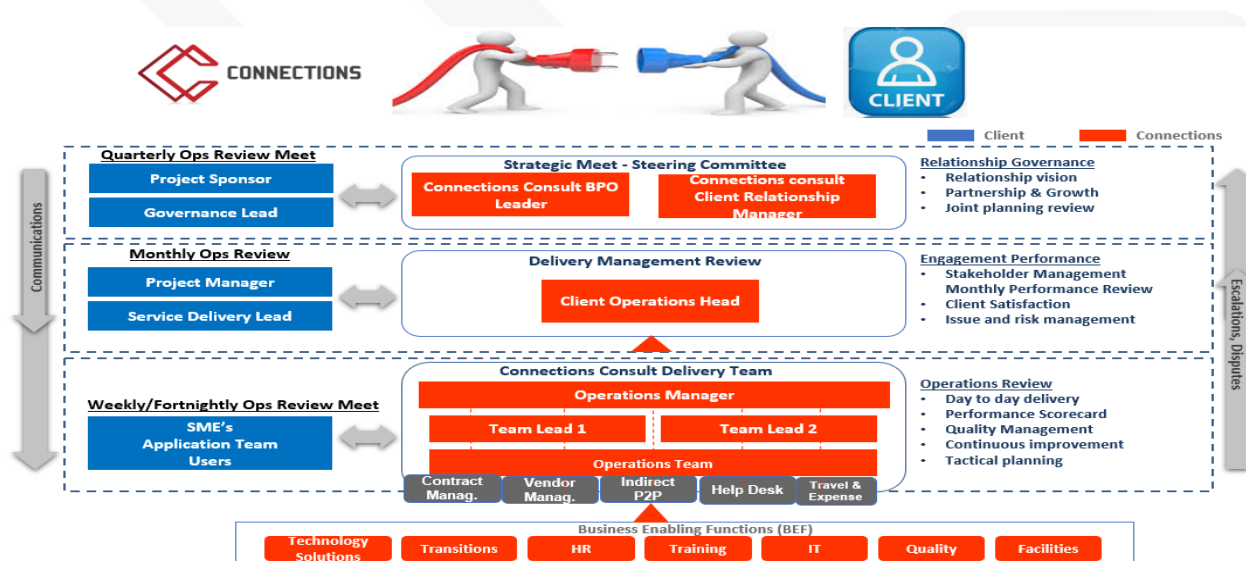 CONNECTIONS
CLIENT
Client
Connections
Communications
Quarterly Ops Review Meet
Project Sponsor
Governance Lead
Strategic Meet - Steering Committee
Connections Consult BPO
Leader
Connections consult
Client Relationship
Manager
Relationship Governance
• Relationship vision
• Partnership & Growth
• Joint planning review
Monthly Ops Review
Project Manager
Service Delivery Lead
Delivery Management Review
Client Operations Head
Engagement Performance
• Stakeholder Management
Monthly Performance Review
• Client Satisfaction
• Issue and risk management
Escalations, Disputes
Weekly/Fortnightly Ops Review Meet
SME's
Application Team
Users
Connections Consult Delivery Team
Operations Manager
Team Lead 1
Team Lead 2
Operations Team
Contract
Manag.
Vendor
Manag.
Indirect
P2P
Help Desk
Travel &
Expense
Operations Review
• Day to day delivery
• Performance Scorecard
• Quality Management
• Continuous improvement
• Tactical planning
Business Enabling Functions (BEF)
Technology
Solutions
Transitions
HR
Training
IT
Quality
Facilities